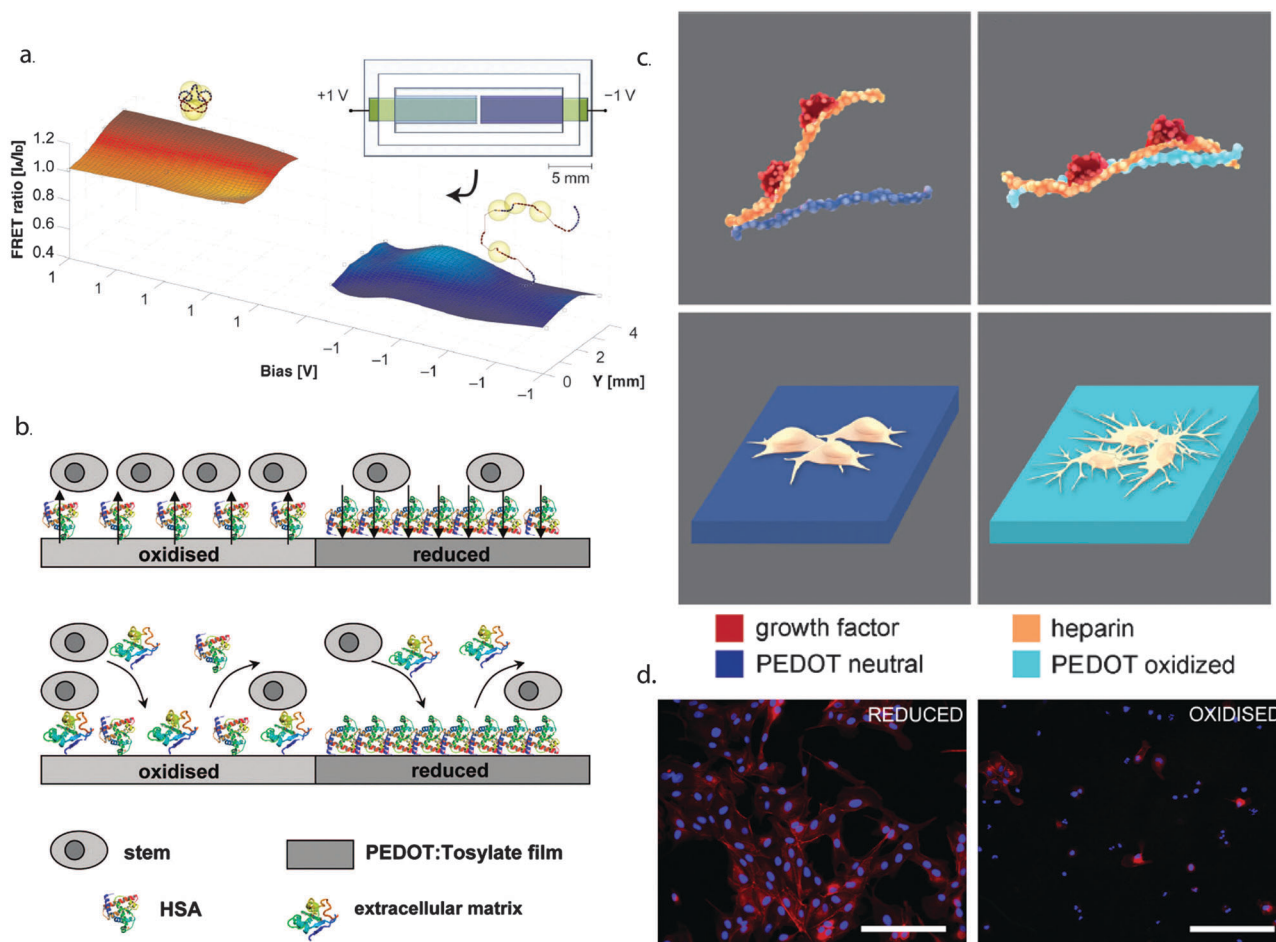 a.
+1 V
−1 V
5 mm
FRET ratio [IA/ID]
1.2
1.0
0.8
0.6
0.4
1
1
1
1
1
−1
−1
−1
−1
−1
Bias [V]
4
2
0
Y [mm]
b.
oxidised
reduced
oxidised
reduced
stem
PEDOT:Tosylate film
HSA
extracellular matrix
c.
growth factor
heparin
PEDOT neutral
PEDOT oxidized
d.
REDUCED
OXIDISED